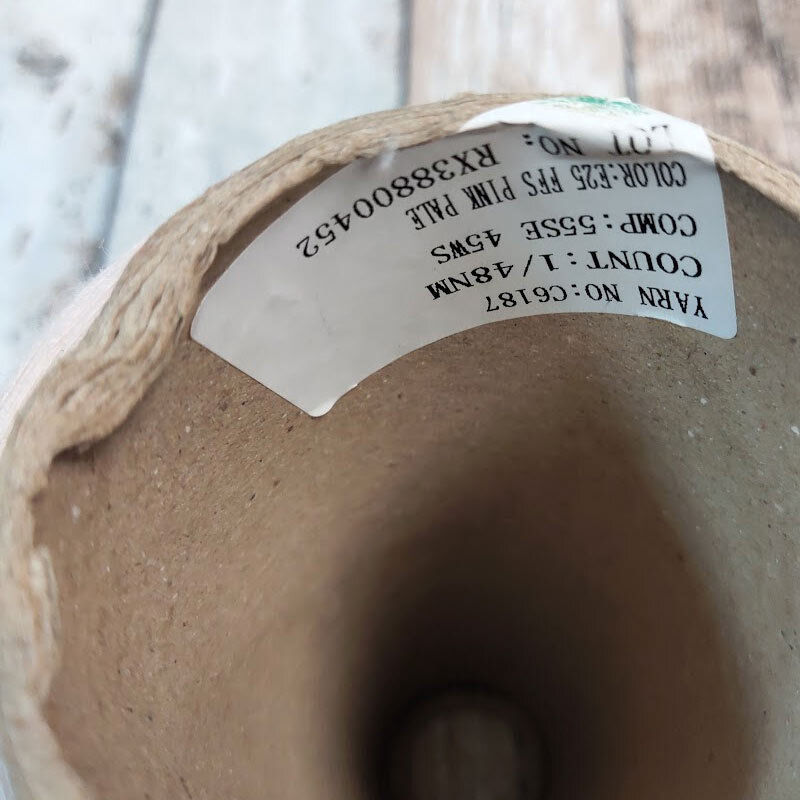 YARN NO:C6187
COUNT:1/48NM
COMP:55SE 45WS
COLOR:E25 FFS PINK PALE
LOT NO: RX38800452